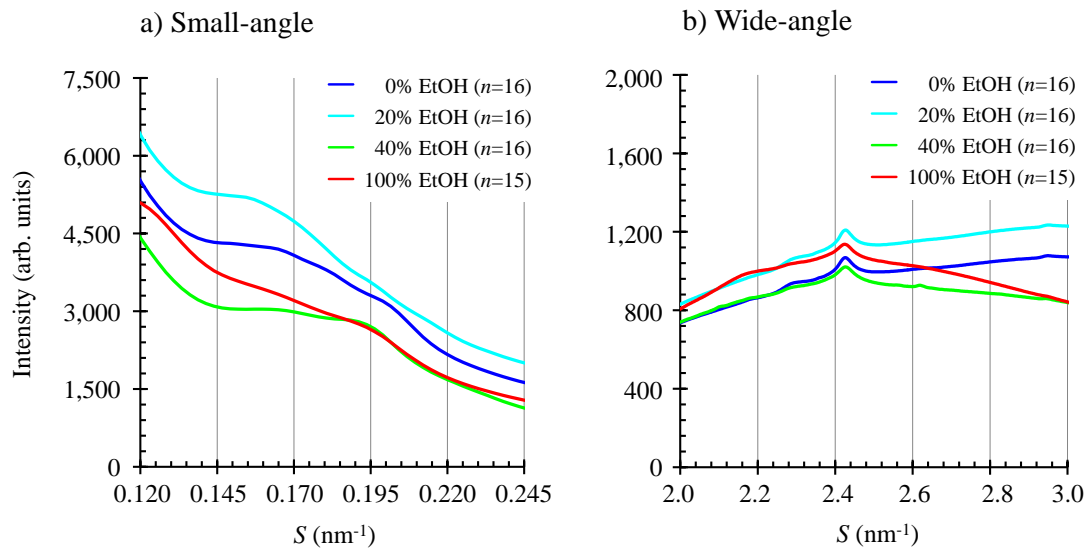 a) Small-angle
7,500
6,000
4,500
3,000
1,500
0
Intensity (arb. units)
0% EtOH (n=16)
20% EtOH (n=16)
40% EtOH (n=16)
100% EtOH (n=15)
0.120 0.145 0.170 0.195 0.220 0.245
S (nm⁻¹)
b) Wide-angle
2,000
1,600
1,200
800
400
0
0% EtOH (n=16)
20% EtOH (n=16)
40% EtOH (n=16)
100% EtOH (n=15)
2.0 2.2 2.4 2.6 2.8 3.0
S (nm⁻¹)